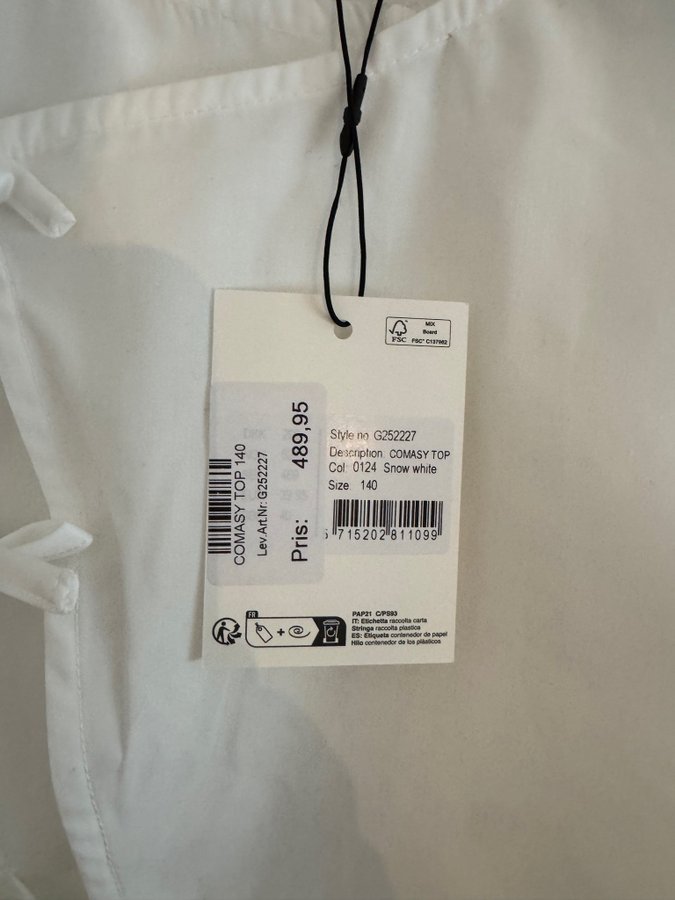 MIX
Board
FSC
FSC® C137962
COMASY TOP 140
Lev.Art.Nr: G252227
Pris: 489,95
Style no G252227
Description COMASY TOP
Col: 0124 Snow white
Size: 140
715202 811099
FR
PAP21 C/PS93
IT: Etichetta raccolta carta
Stringa raccolta plastica
ES: Etiqueta contenedor de papel
Hilo contenedor de los plásticos